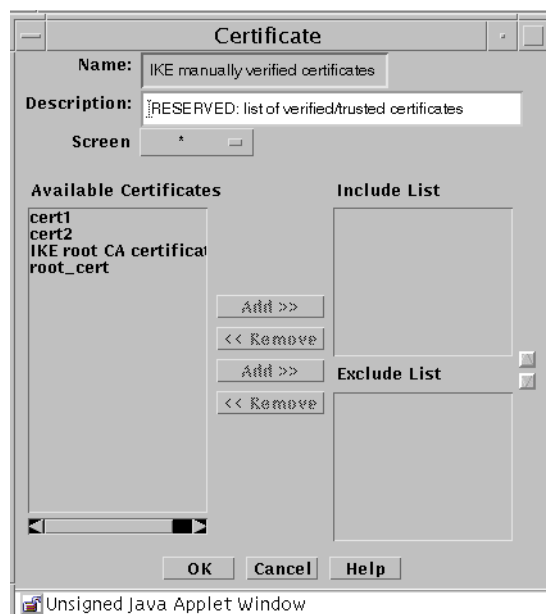 Certificate
Name: IKE manually verified certificates
Description: RESERVED: list of verified/trusted certificates
Screen *
Available Certificates
cert1
cert2
IKE root CA certificat
root_cert
Include List
Add >>
<< Remove
Add >>
<< Remove
Exclude List
OK Cancel Help
Unsigned Java Applet Window